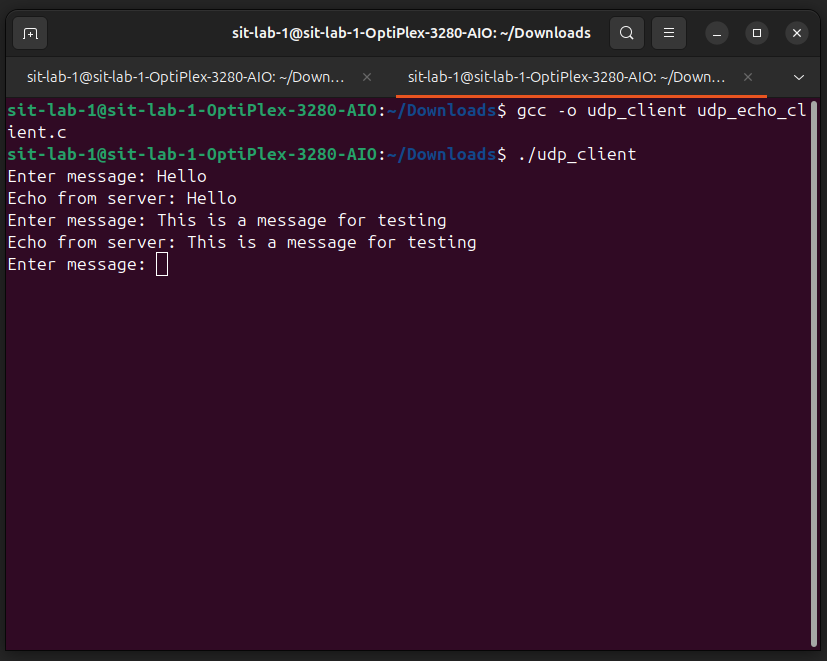 sit-lab-1@sit-lab-1-OptiPlex-3280-AIO: ~/Downloads
sit-lab-1@sit-lab-1-OptiPlex-3280-AIO: ~/Down...
sit-lab-1@sit-lab-1-OptiPlex-3280-AIO: ~/Down...
sit-lab-1@sit-lab-1-OptiPlex-3280-AIO:~/Downloads$ gcc -o udp_client udp_echo_cl
ient.c
sit-lab-1@sit-lab-1-OptiPlex-3280-AIO:~/Downloads$ ./udp_client
Enter message: Hello
Echo from server: Hello
Enter message: This is a message for testing
Echo from server: This is a message for testing
Enter message: